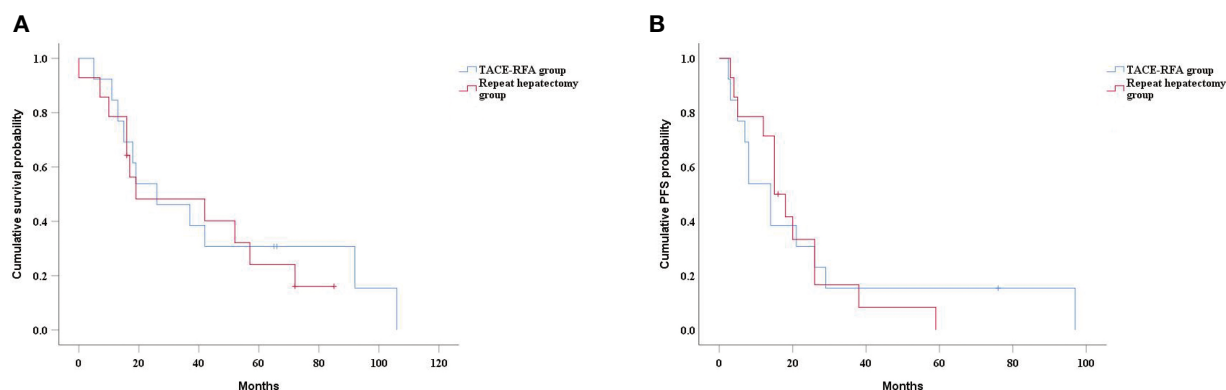 A
1.0
0.8
0.6
0.4
0.2
0.0
0 20 40 60 80 100 120
Cumulative survival probability
Months
TACE-RFA group
Repeat hepatectomy
group
B
1.0
0.8
0.6
0.4
0.2
0.0
0 20 40 60 80 100
Cumulative PFS probability
Months
TACE-RFA group
Repeat hepatectomy
group